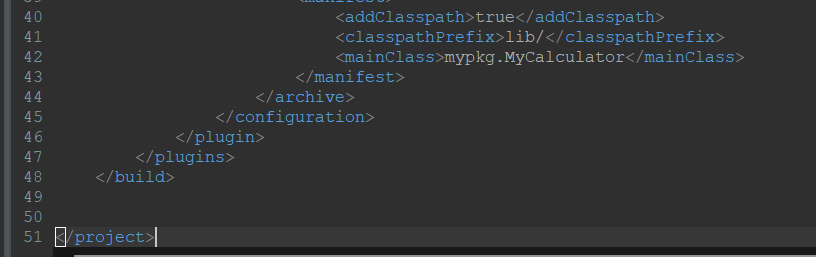 39 <manifest>
40 <addClasspath>true</addClasspath>
41 <classpathPrefix>lib/</classpathPrefix>
42 <mainClass>mypkg.MyCalculator</mainClass>
43 </manifest>
44 </archive>
45 </configuration>
46 </plugin>
47 </plugins>
48 </build>
49
50
51 </project>